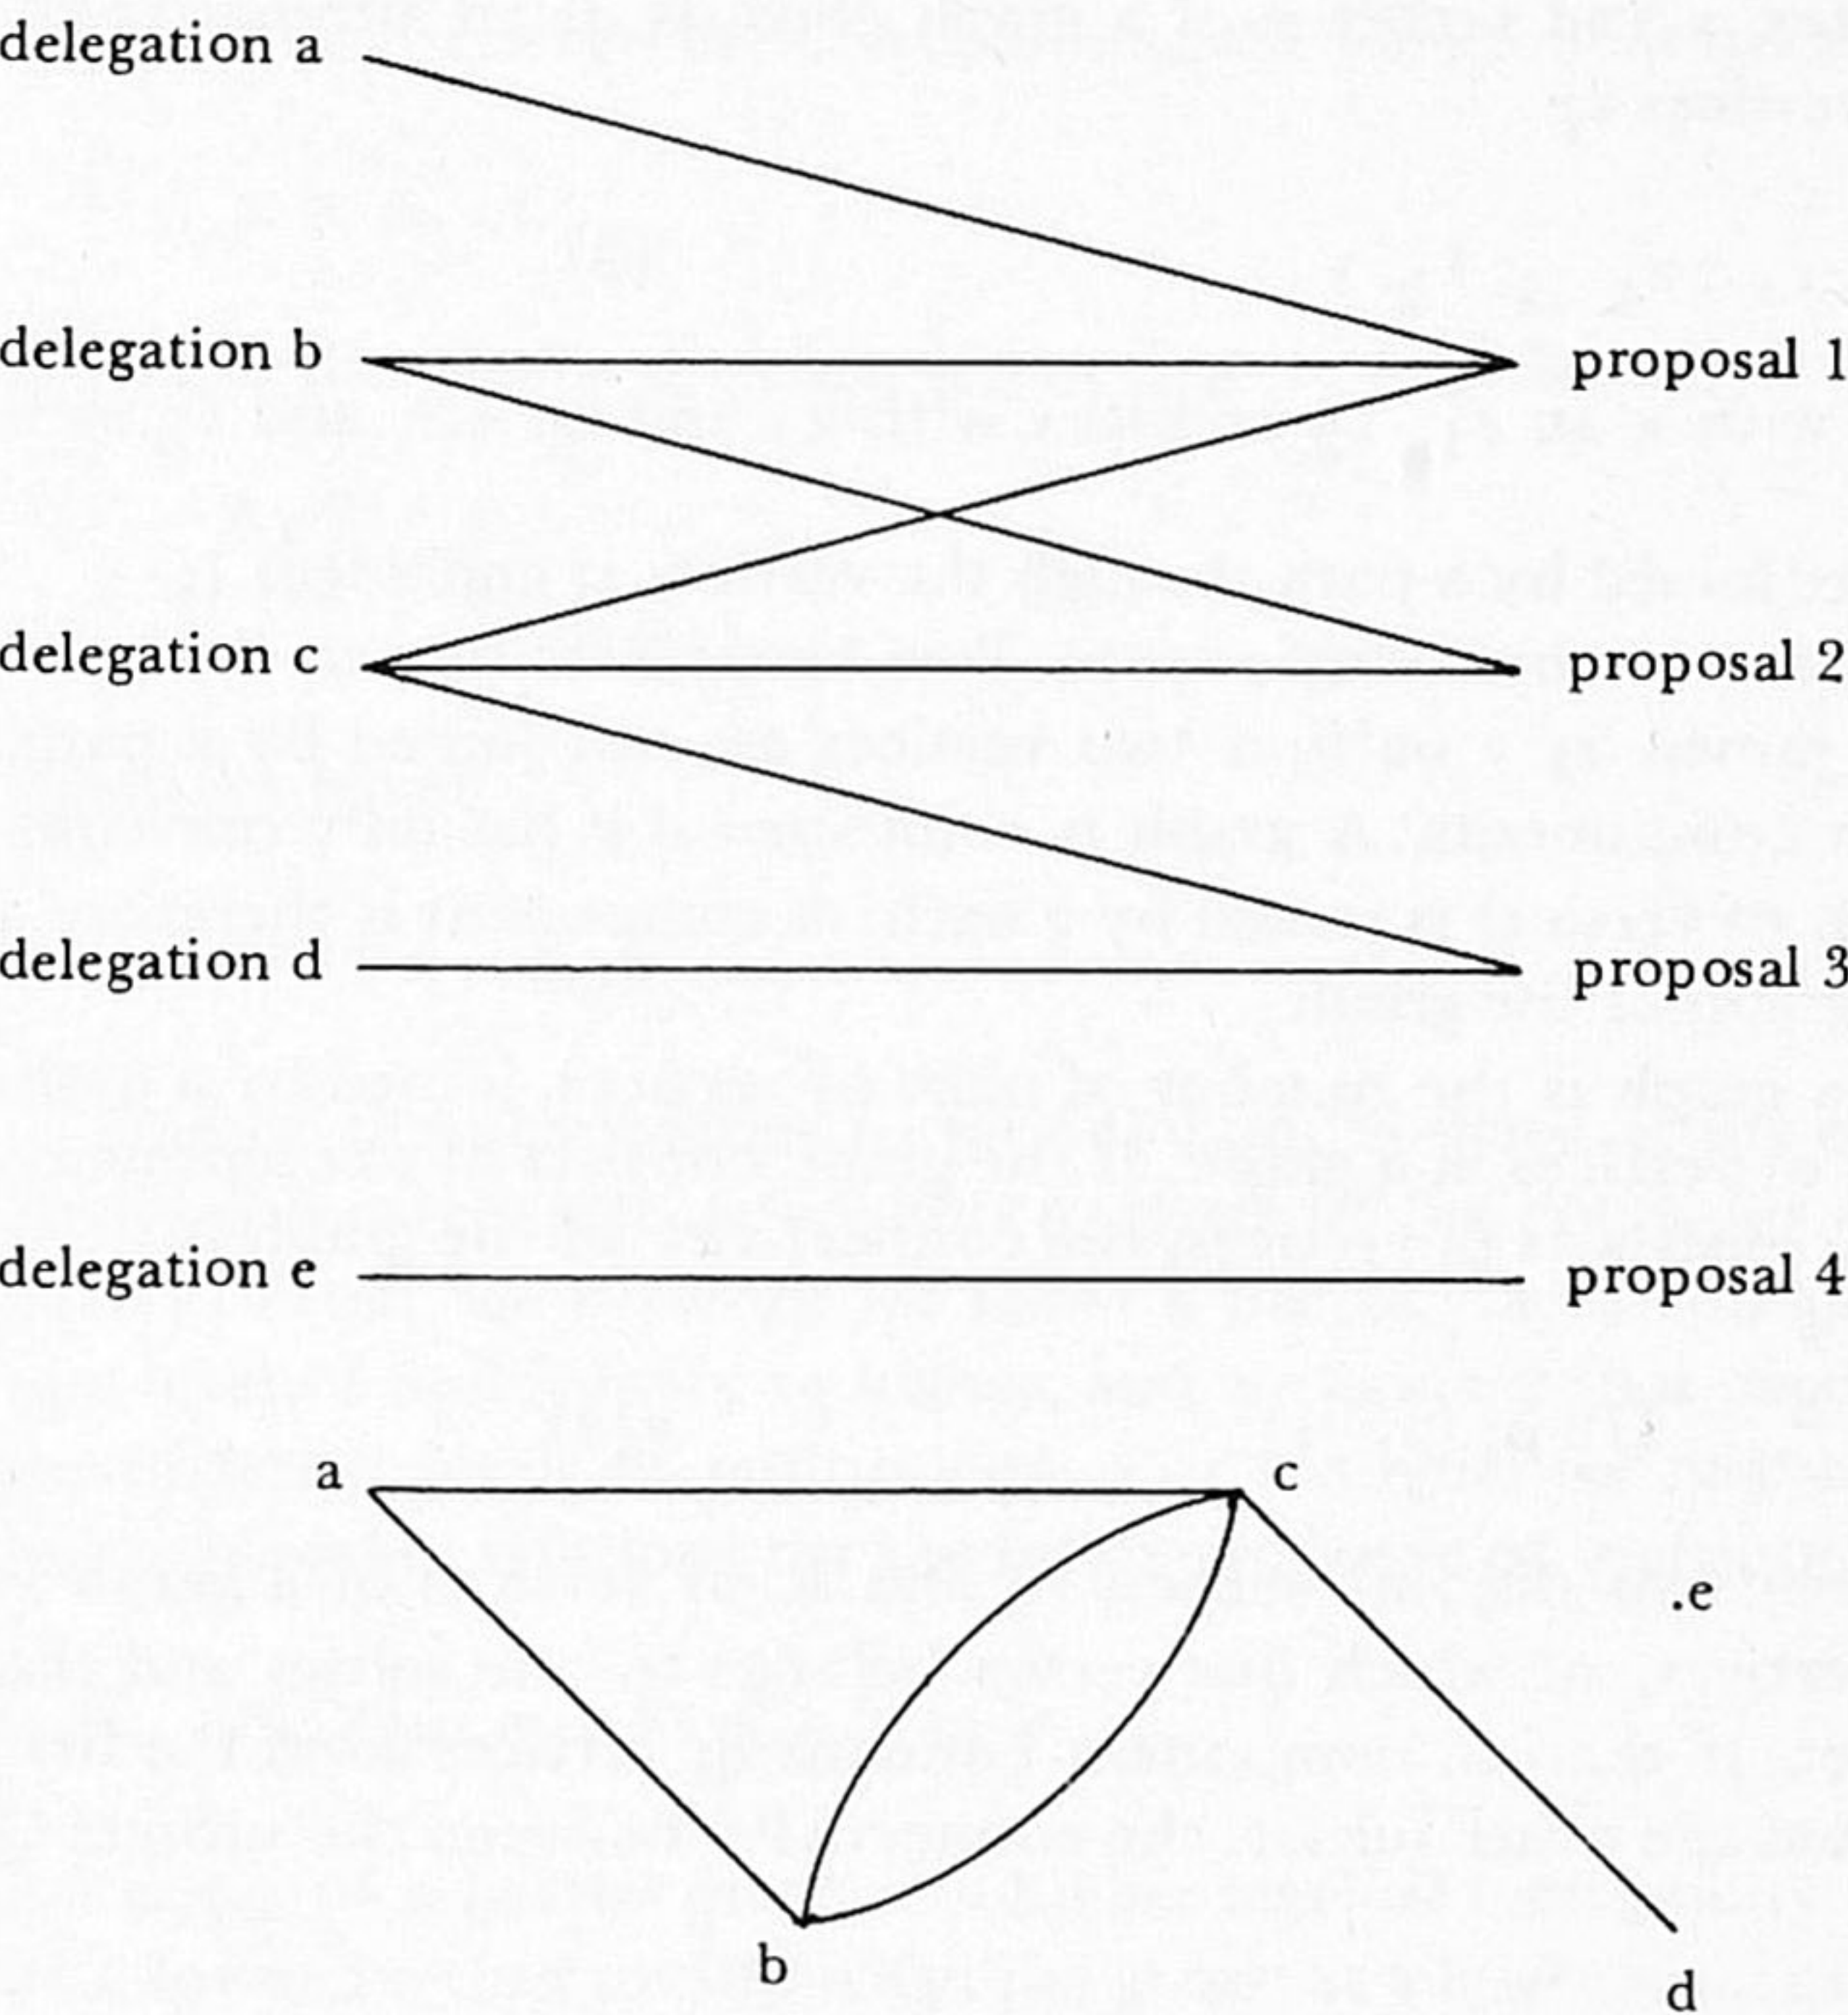 delegation a
delegation b
proposal 1
delegation c
proposal 2
delegation d
proposal 3
delegation e
proposal 4
a
c
.e
b
d